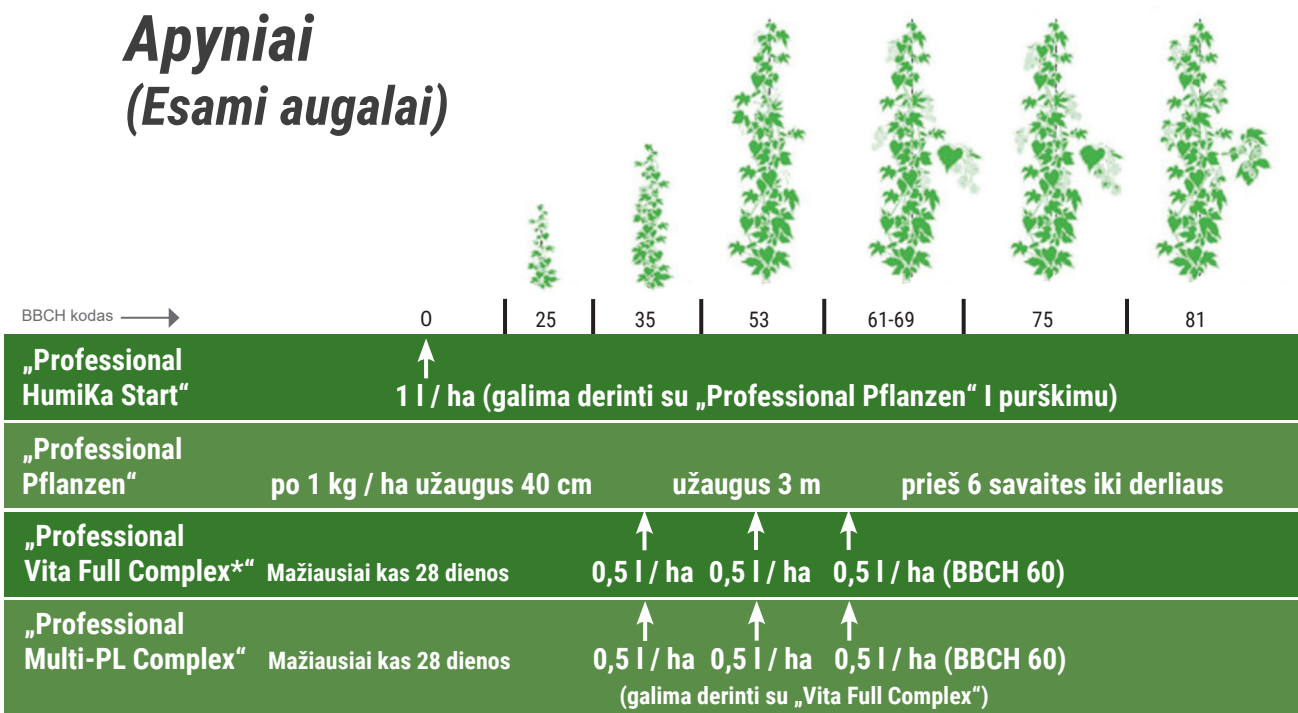 Apyniai
(Esami augalai)
BBCH kodas
0 25 35 53 61-69 75 81
„Professional
HumiKa Start“ 1 l / ha (galima derinti su „Professional Pflanzen“ I purškimu)
„Professional
Pflanzen“ po 1 kg / ha užaugus 40 cm užaugus 3 m prieš 6 savaites iki derliaus
„Professional
Vita Full Complex*“ Mažiausiai kas 28 dienos 0,5 l / ha 0,5 l / ha 0,5 l / ha (BBCH 60)
„Professional
Multi-PL Complex“ Mažiausiai kas 28 dienos 0,5 l / ha 0,5 l / ha 0,5 l / ha (BBCH 60)
(galima derinti su „Vita Full Complex“)